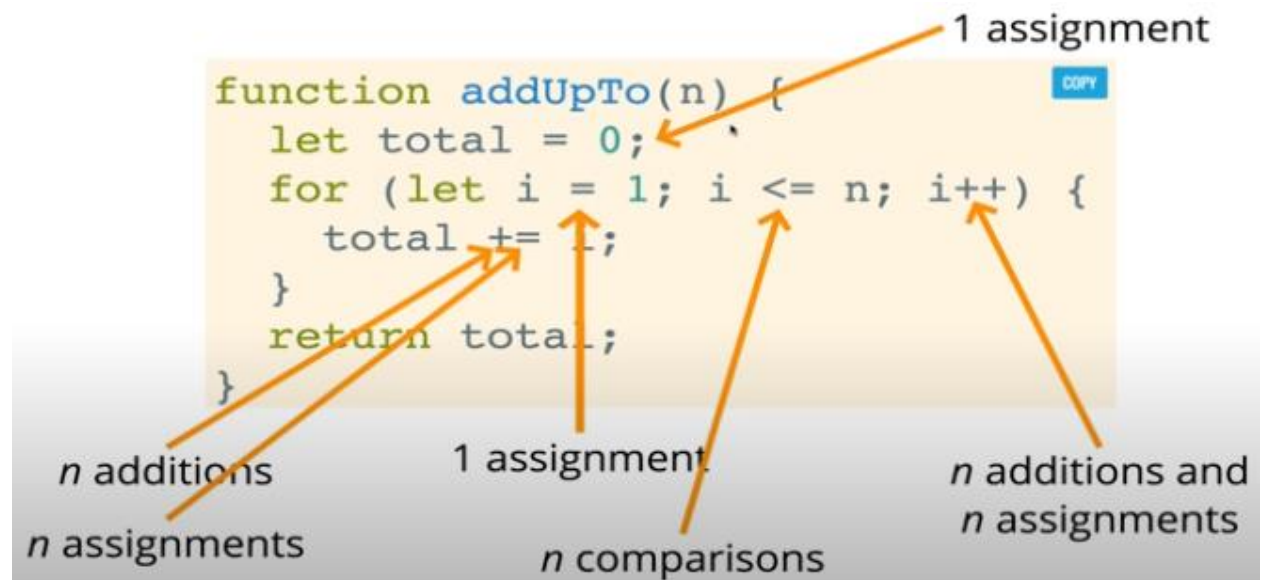 1 assignment
COPY
function addUpTo(n) {
let total = 0;
for (let i = 1; i <= n; i++) {
total += i;
}
return total;
}
n additions
1 assignment
n additions and
n assignments
n assignments
n comparisons